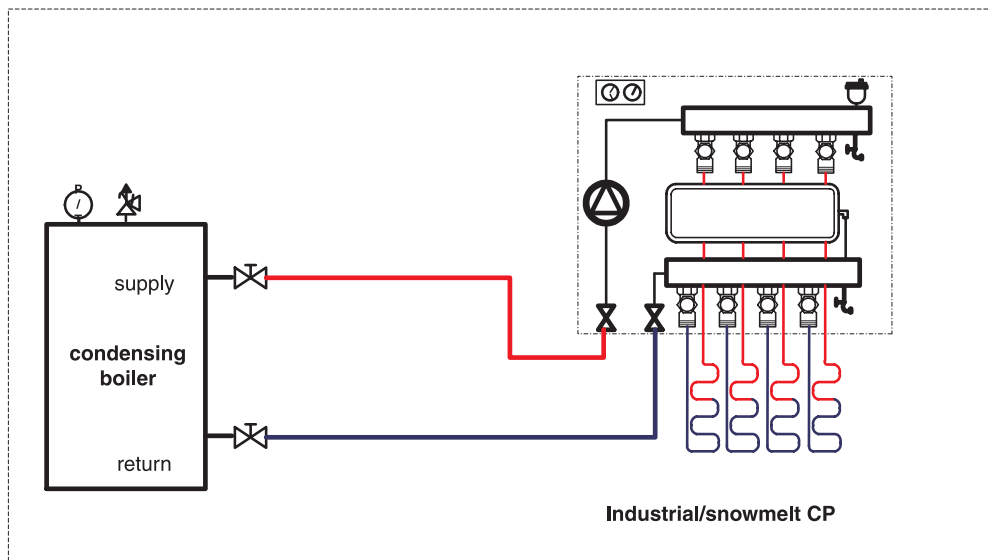 P
T
supply
condensing
boiler
return
Industrial/snowmelt CP